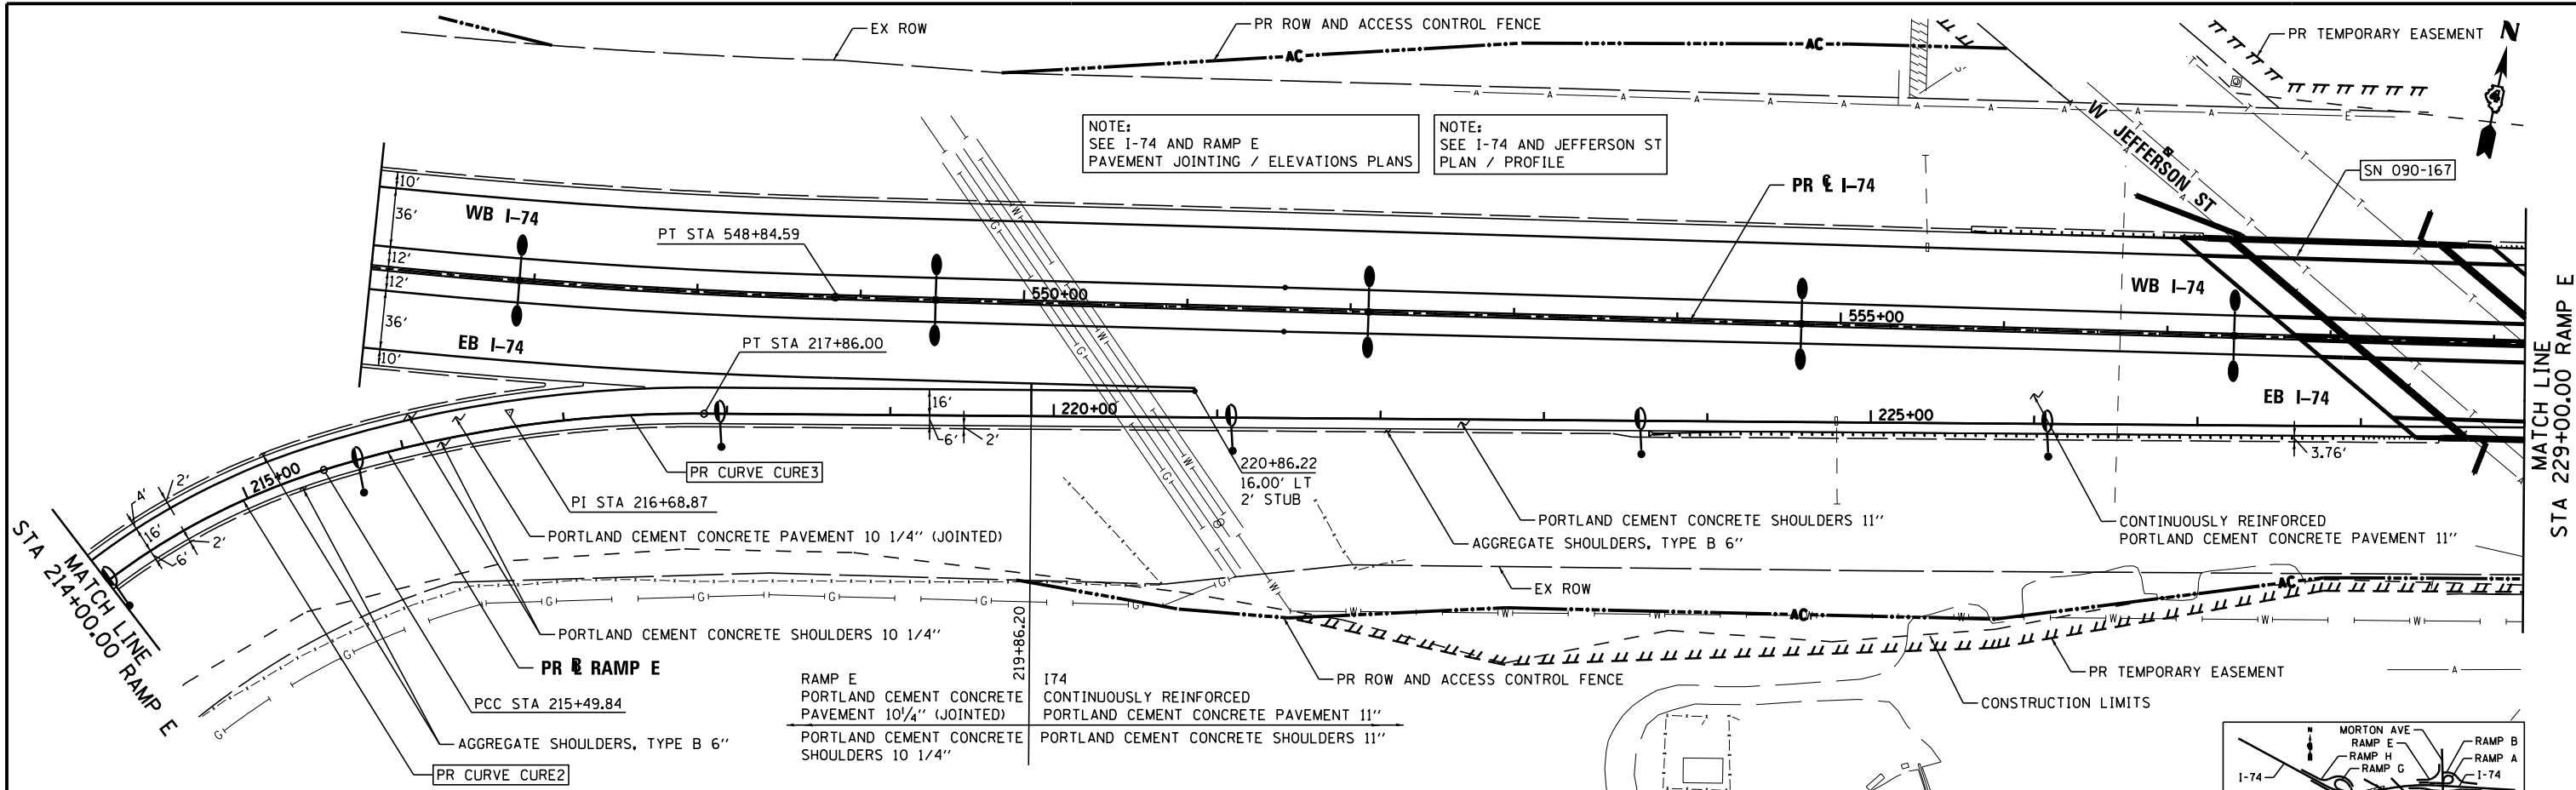 EX ROW
PR ROW AND ACCESS CONTROL FENCE
AC
AC
PR TEMPORARY EASEMENT
N
NOTE:
SEE I-74 AND RAMP E
PAVEMENT JOINTING / ELEVATIONS PLANS
NOTE:
SEE I-74 AND JEFFERSON ST
PLAN / PROFILE
W JEFFERSON ST
SN 090-167
PR ℄ I-74
10'
36'
12'
12'
36'
10'
WB I-74
EB I-74
PT STA 548+84.59
550+00
555+00
WB I-74
EB I-74
PT STA 217+86.00
16'
6'
2'
220+00
225+00
3.76'
MATCH LINE
STA 229+00.00 RAMP E
PR CURVE CURE3
PI STA 216+68.87
215+00
4'
2'
16'
6'
2'
MATCH LINE
STA 214+00.00 RAMP E
220+86.22
16.00' LT
2' STUB
PORTLAND CEMENT CONCRETE PAVEMENT 10 1/4" (JOINTED)
PORTLAND CEMENT CONCRETE SHOULDERS 11"
AGGREGATE SHOULDERS, TYPE B 6"
CONTINUOUSLY REINFORCED
PORTLAND CEMENT CONCRETE PAVEMENT 11"
EX ROW
AC
AC
PORTLAND CEMENT CONCRETE SHOULDERS 10 1/4"
PR B RAMP E
PCC STA 215+49.84
AGGREGATE SHOULDERS, TYPE B 6"
PR CURVE CURE2
219+86.20
RAMP E
PORTLAND CEMENT CONCRETE
PAVEMENT 10 1/4" (JOINTED)
PORTLAND CEMENT CONCRETE
SHOULDERS 10 1/4"
I74
CONTINUOUSLY REINFORCED
PORTLAND CEMENT CONCRETE PAVEMENT 11"
PORTLAND CEMENT CONCRETE SHOULDERS 11"
PR ROW AND ACCESS CONTROL FENCE
PR TEMPORARY EASEMENT
CONSTRUCTION LIMITS
N
MORTON AVE
RAMP E
RAMP H
RAMP G
I-74
RAMP B
RAMP A
I-74